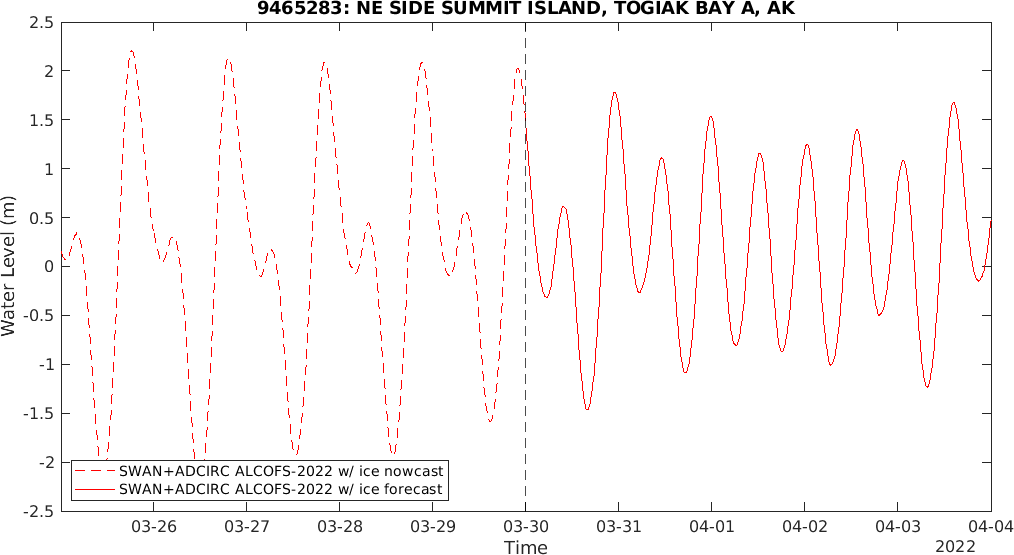 9465283: NE SIDE SUMMIT ISLAND, TOGIAK BAY A, AK
Water Level (m)
2.5
2
1.5
1
0.5
0
-0.5
-1
-1.5
-2
-2.5
SWAN+ADCIRC ALCOFS-2022 w/ ice nowcast
SWAN+ADCIRC ALCOFS-2022 w/ ice forecast
03-26 03-27 03-28 03-29 03-30 03-31 04-01 04-02 04-03 04-04
Time
2022